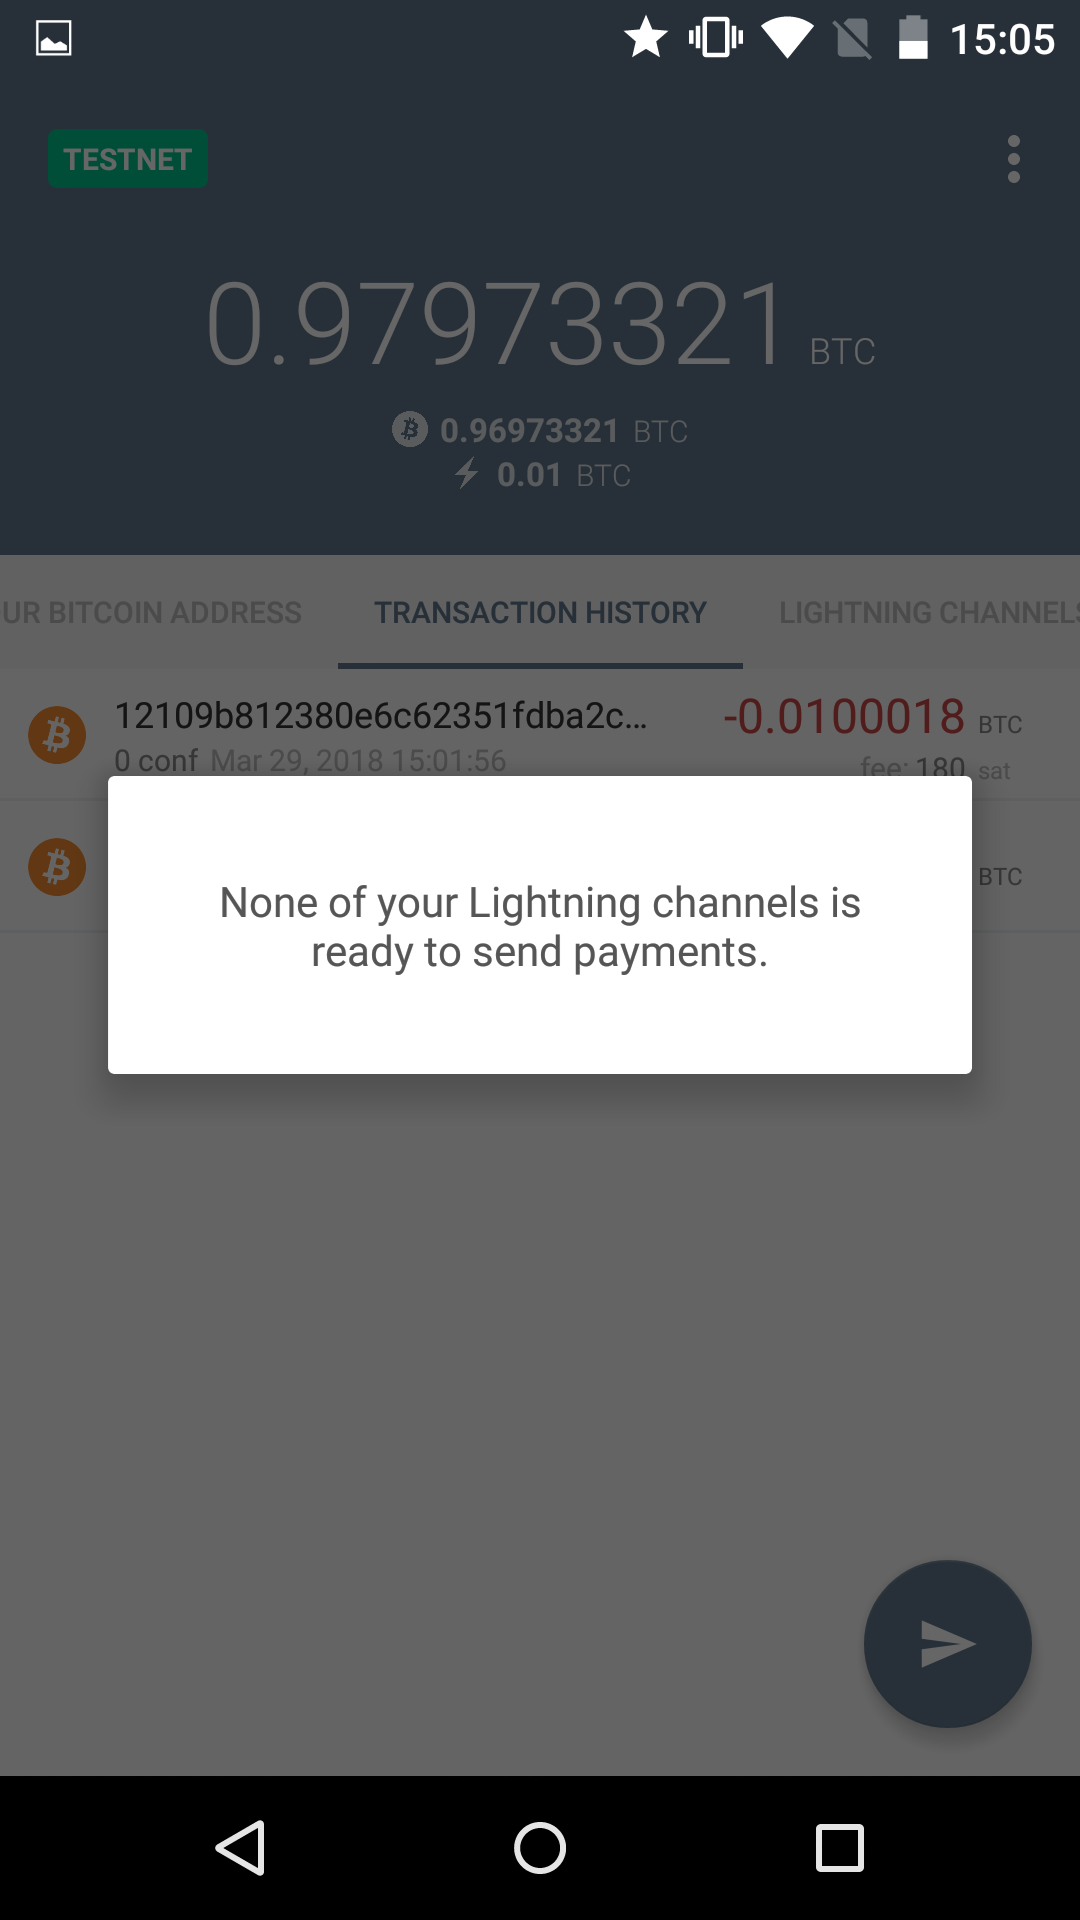 15:05
TESTNET
0.97973321 BTC
0.96973321 BTC
0.01 BTC
UR BITCOIN ADDRESS TRANSACTION HISTORY LIGHTNING CHANNELS
12109b812380e6c62351fdba2c... -0.0100018 BTC
0 conf Mar 29, 2018 15:01:56 fee: 180 sat
BTC
None of your Lightning channels is
ready to send payments.